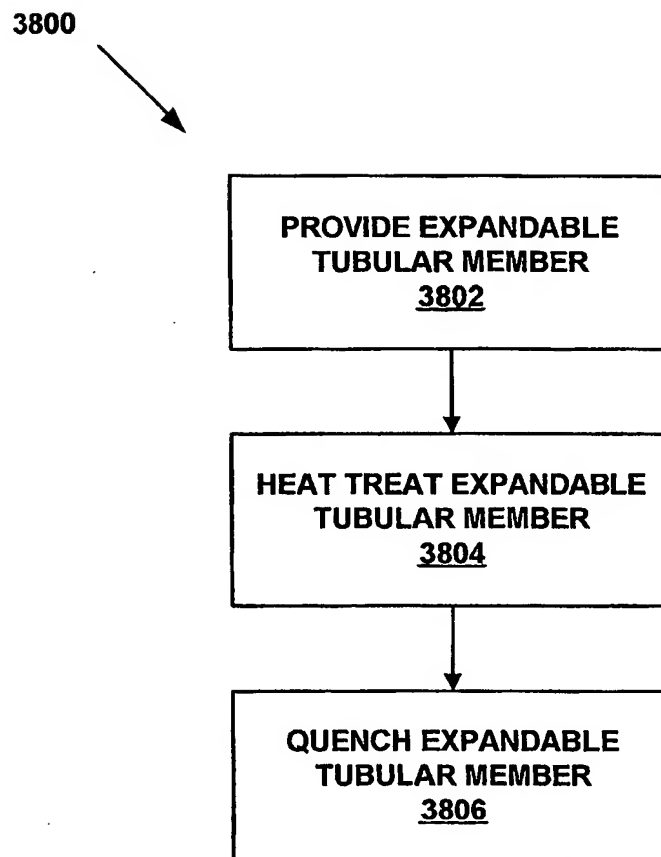 3800
PROVIDE EXPANDABLE
TUBULAR MEMBER
3802
HEAT TREAT EXPANDABLE
TUBULAR MEMBER
3804
QUENCH EXPANDABLE
TUBULAR MEMBER
3806